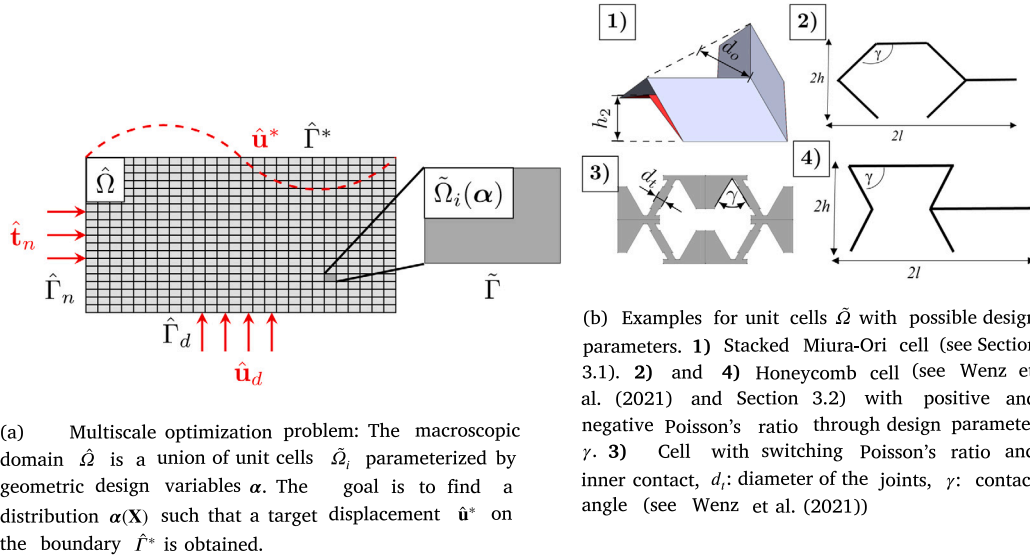 1)
d_o
h_2
2)
γ
2h
2l
û*
Γ̂*
Ω̂
Ω̃_i(α)
t̂_n
Γ̂_n
Γ̃
Γ̂_d
û_d
3)
d_t
γ
4)
γ
2h
2l
(a) Multiscale optimization problem: The macroscopic
domain Ω̂ is a union of unit cells Ω̃_i parameterized by
geometric design variables α. The goal is to find a
distribution α(X) such that a target displacement û* on
the boundary Γ̂* is obtained.
(b) Examples for unit cells Ω̃ with possible design
parameters. 1) Stacked Miura-Ori cell (see Section
3.1). 2) and 4) Honeycomb cell (see Wenz et
al. (2021) and Section 3.2) with positive and
negative Poisson's ratio through design parameter
γ. 3) Cell with switching Poisson's ratio and
inner contact, d_t: diameter of the joints, γ: contact
angle (see Wenz et al. (2021))